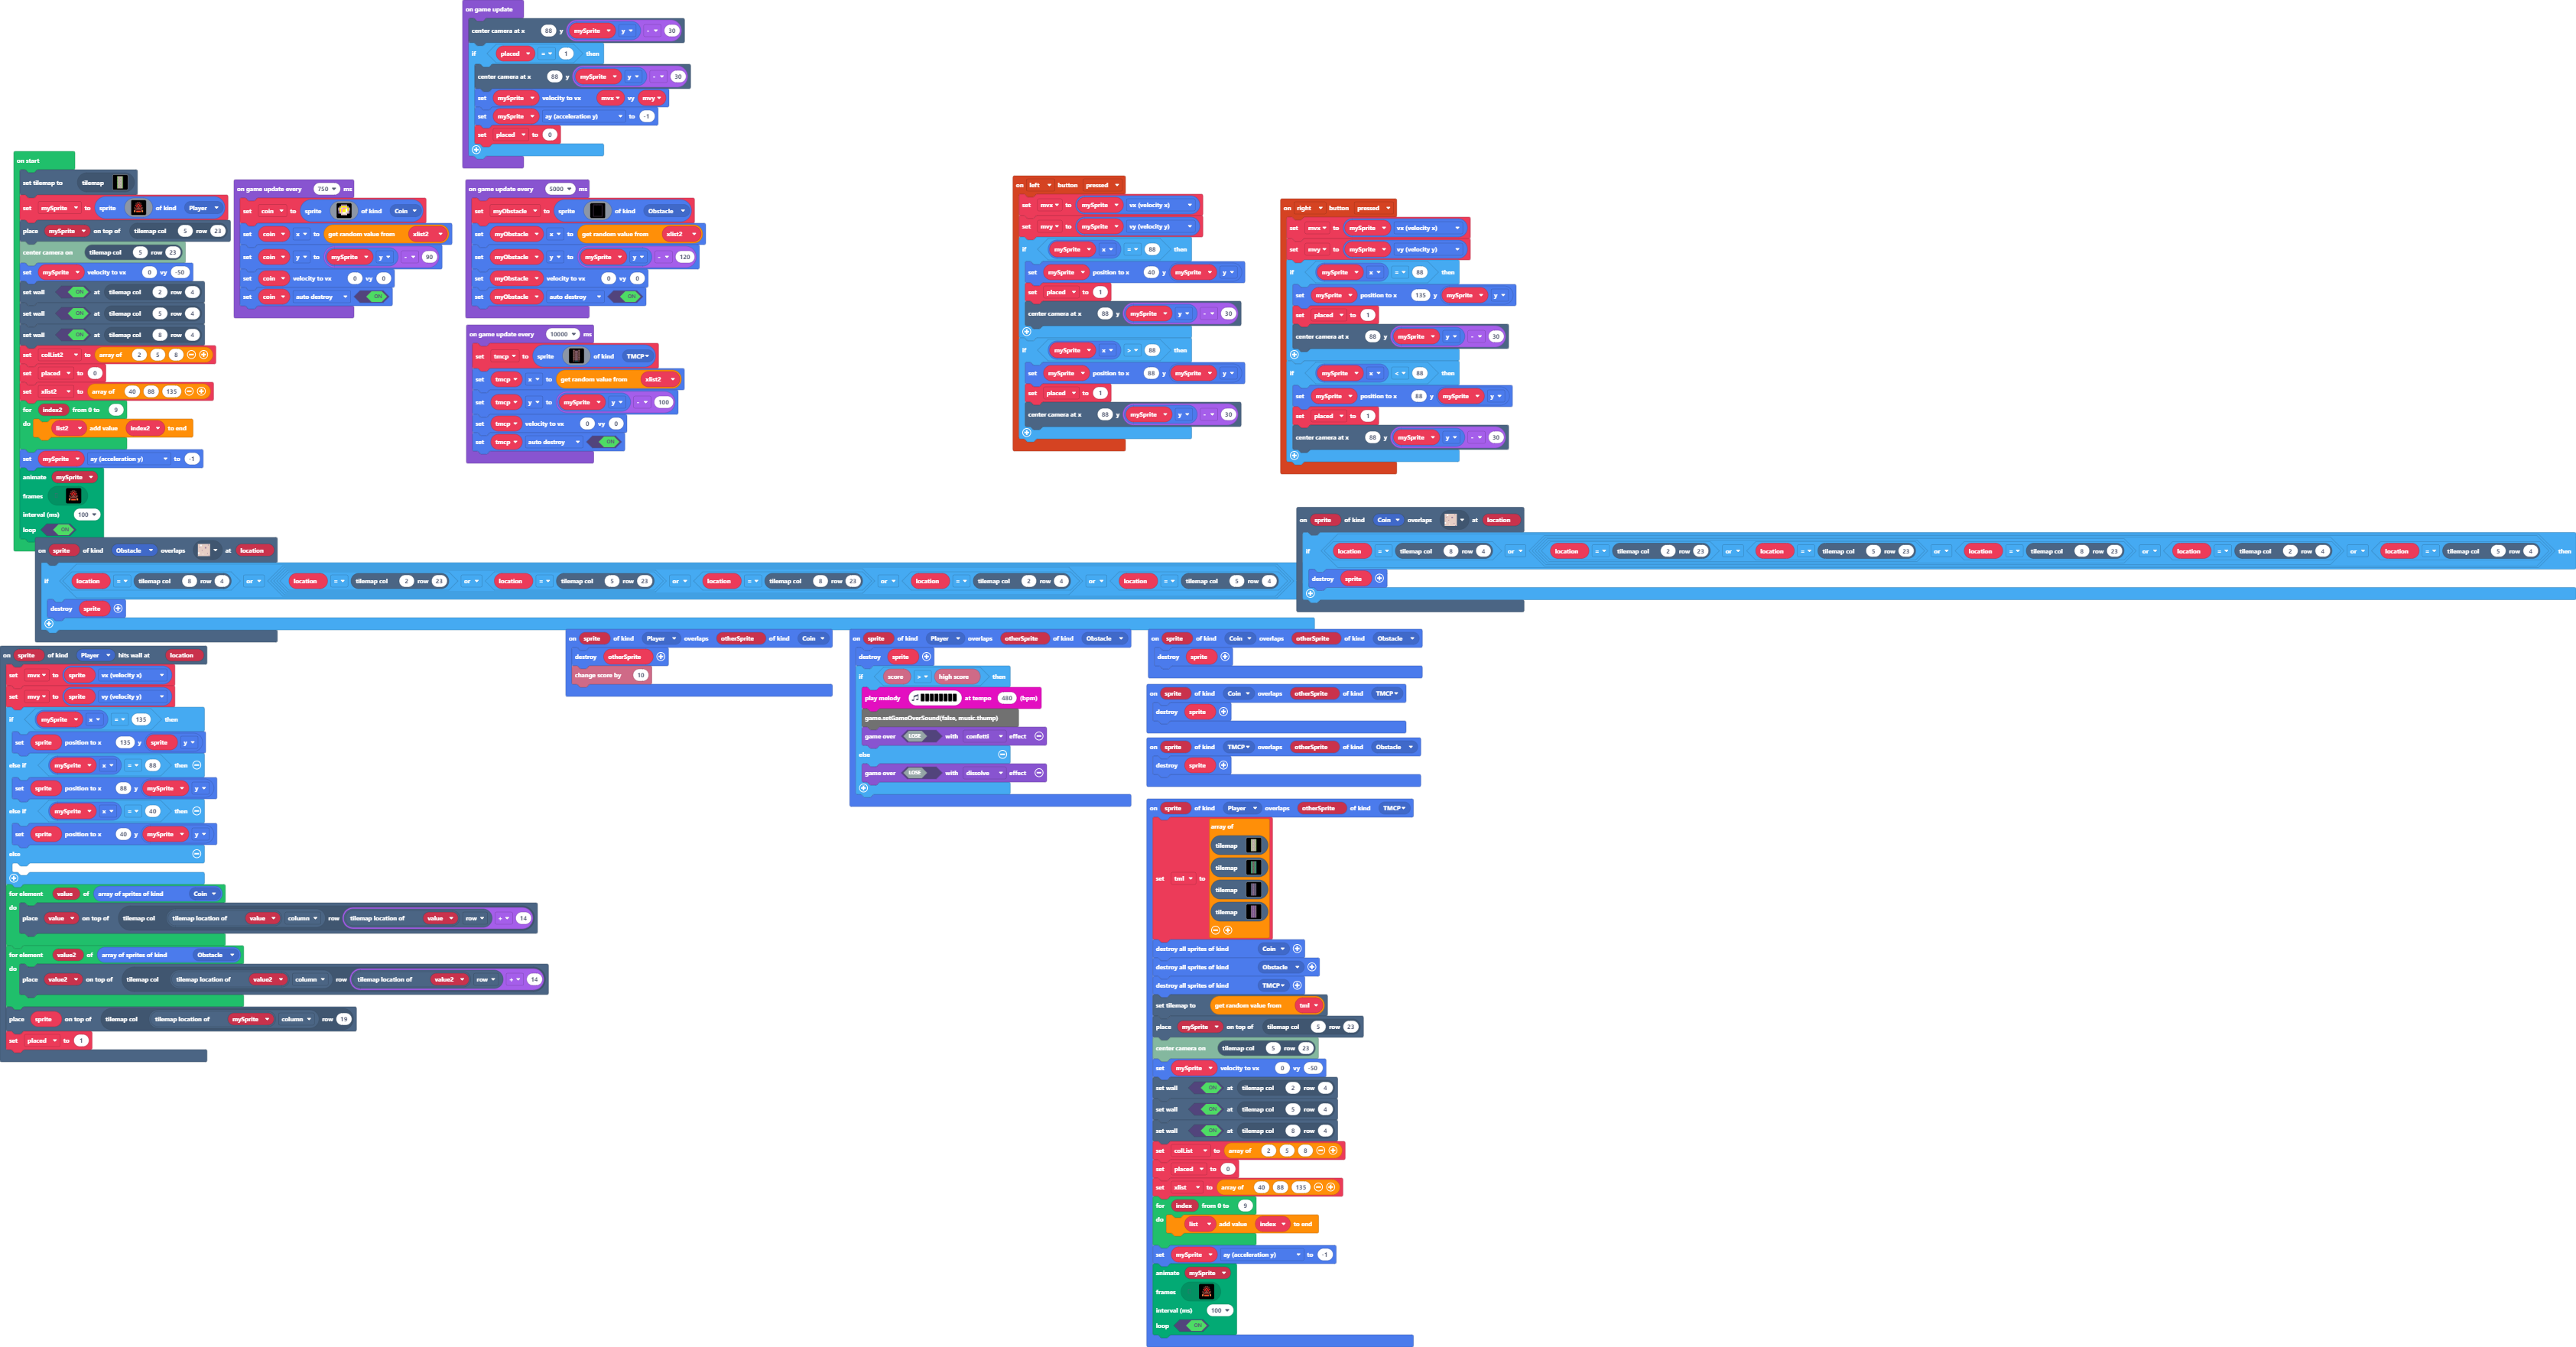 on game update
center camera at x 88 y mySprite y - 30
if placed = 1 then
center camera at x 88 y mySprite y - 30
set mySprite velocity to vx mvx vy mvy
set mySprite ay (acceleration y) to -1
set placed to 0
on start
set tilemap to tilemap
set mySprite to sprite of kind Player
place mySprite on top of tilemap col 5 row 23
center camera on tilemap col 5 row 23
set mySprite velocity to vx 0 vy -50
set wall ON at tilemap col 2 row 4
set wall ON at tilemap col 5 row 4
set wall ON at tilemap col 8 row 4
set colList2 to array of 2 5 8
set placed to 0
set xlist2 to array of 40 88 135
for index2 from 0 to 9
do list2 add value index2 to end
set mySprite ay (acceleration y) to -1
animate mySprite
frames
interval (ms) 100
loop ON
on game update every 750 ms
set coin to sprite of kind Coin
set coin x to get random value from xlist2
set coin y to mySprite y - 90
set coin velocity to vx 0 vy 0
set coin auto destroy ON
on game update every 5000 ms
set myObstacle to sprite of kind Obstacle
set myObstacle x to get random value from xlist2
set myObstacle y to mySprite y - 120
set myObstacle velocity to vx 0 vy 0
set myObstacle auto destroy ON
on game update every 10000 ms
set tmcp to sprite of kind TMCP
set tmcp x to get random value from xlist2
set tmcp y to mySprite y - 100
set tmcp velocity to vx 0 vy 0
set tmcp auto destroy ON
on left button pressed
set mvx to mySprite vx (velocity x)
set mvy to mySprite vy (velocity y)
if mySprite x = 88 then
set mySprite position to x 40 y mySprite y
set placed to 1
center camera at x 88 y mySprite y - 30
if mySprite x > 88 then
set mySprite position to x 88 y mySprite y
set placed to 1
center camera at x 88 y mySprite y - 30
on right button pressed
set mvx to mySprite vx (velocity x)
set mvy to mySprite vy (velocity y)
if mySprite x = 88 then
set mySprite position to x 135 y mySprite y
set placed to 1
center camera at x 88 y mySprite y - 30
if mySprite x < 88 then
set mySprite position to x 88 y mySprite y
set placed to 1
center camera at x 88 y mySprite y - 30
on sprite of kind Coin overlaps at location
if location = tilemap col 8 row 4 or location = tilemap col 2 row 23 or location = tilemap col 5 row 23 or location = tilemap col 8 row 23 or location = tilemap col 2 row 4 or location = tilemap col 5 row 4 then
destroy sprite
on sprite of kind Obstacle overlaps at location
if location = tilemap col 8 row 4 or location = tilemap col 2 row 23 or location = tilemap col 5 row 23 or location = tilemap col 8 row 23 or location = tilemap col 2 row 4 or location = tilemap col 5 row 4
destroy sprite
on sprite of kind Player hits wall at location
set mvx to sprite vx (velocity x)
set mvy to sprite vy (velocity y)
if mySprite x = 135 then
set sprite position to x 135 y sprite y
else if mySprite x = 88 then
set sprite position to x 88 y mySprite y
else if mySprite x = 40 then
set sprite position to x 40 y mySprite y
else
for element value of array of sprites of kind Coin
do place value on top of tilemap col tilemap location of value column row tilemap location of value row + 14
for element value2 of array of sprites of kind Obstacle
do place value2 on top of tilemap col tilemap location of value2 column row tilemap location of value2 row + 14
place sprite on top of tilemap col tilemap location of mySprite column row 19
set placed to 1
on sprite of kind Player overlaps otherSprite of kind Coin
destroy otherSprite
change score by 10
on sprite of kind Player overlaps otherSprite of kind Obstacle
destroy sprite
if score > high score then
play melody at tempo 480 (bpm)
game.setGameOverSound(false, music.thump)
game over LOSE with confetti effect
else
game over LOSE with dissolve effect
on sprite of kind Coin overlaps otherSprite of kind Obstacle
destroy sprite
on sprite of kind Coin overlaps otherSprite of kind TMCP
destroy sprite
on sprite of kind TMCP overlaps otherSprite of kind Obstacle
destroy sprite
on sprite of kind Player overlaps otherSprite of kind TMCP
set tml to array of
tilemap
tilemap
tilemap
tilemap
destroy all sprites of kind Coin
destroy all sprites of kind Obstacle
destroy all sprites of kind TMCP
set tilemap to get random value from tml
place mySprite on top of tilemap col 5 row 23
center camera on tilemap col 5 row 23
set mySprite velocity to vx 0 vy -50
set wall ON at tilemap col 2 row 4
set wall ON at tilemap col 5 row 4
set wall ON at tilemap col 8 row 4
set colList to array of 2 5 8
set placed to 0
set xlist to array of 40 88 135
for index from 0 to 9
do list add value index to end
set mySprite ay (acceleration y) to -1
animate mySprite
frames
interval (ms) 100
loop ON